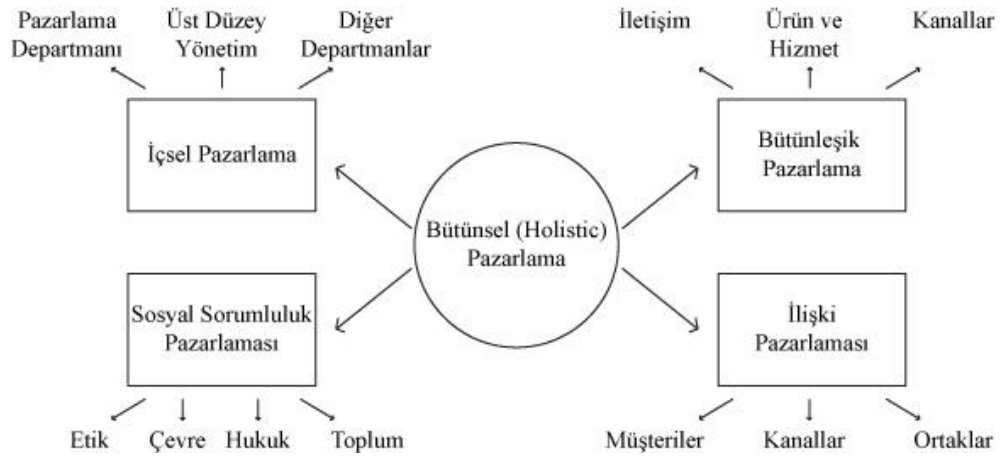 Pazarlama
Departmanı
Üst Düzey
Yönetim
Diğer
Departmanlar
İletişim
Ürün ve
Hizmet
Kanallar
İçsel Pazarlama
Bütünleşik
Pazarlama
Bütünsel (Holistic)
Pazarlama
Sosyal Sorumluluk
Pazarlaması
İlişki
Pazarlaması
Etik
Çevre
Hukuk
Toplum
Müşteriler
Kanallar
Ortaklar